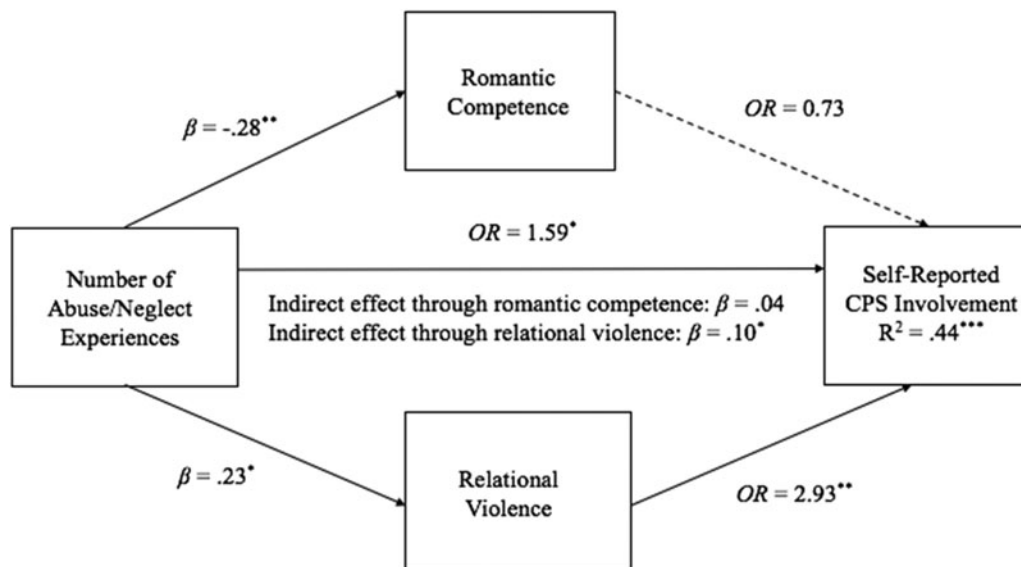 Romantic
Competence
β = -.28**
OR = 0.73
OR = 1.59*
Number of
Abuse/Neglect
Experiences
Self-Reported
CPS Involvement
R² = .44***
Indirect effect through romantic competence: β = .04
Indirect effect through relational violence: β = .10*
β = .23*
Relational
Violence
OR = 2.93**